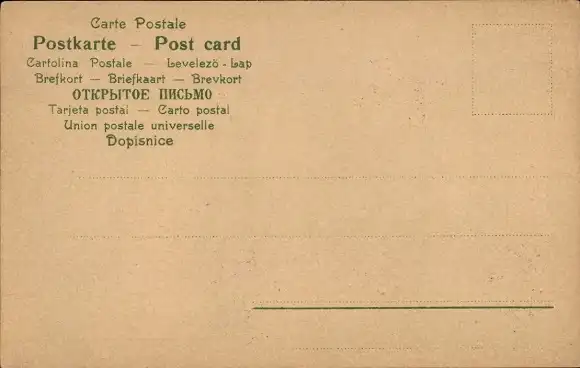 Carte Postale
Postkarte – Post card
Cartolina Postale — Levelező-Lap
Brefkort — Briefkaart — Brevkort
ОТКРЫТОЕ ПИСЬМО
Tarjeta postal — Carto postal
Union postale universelle
Dopisnice